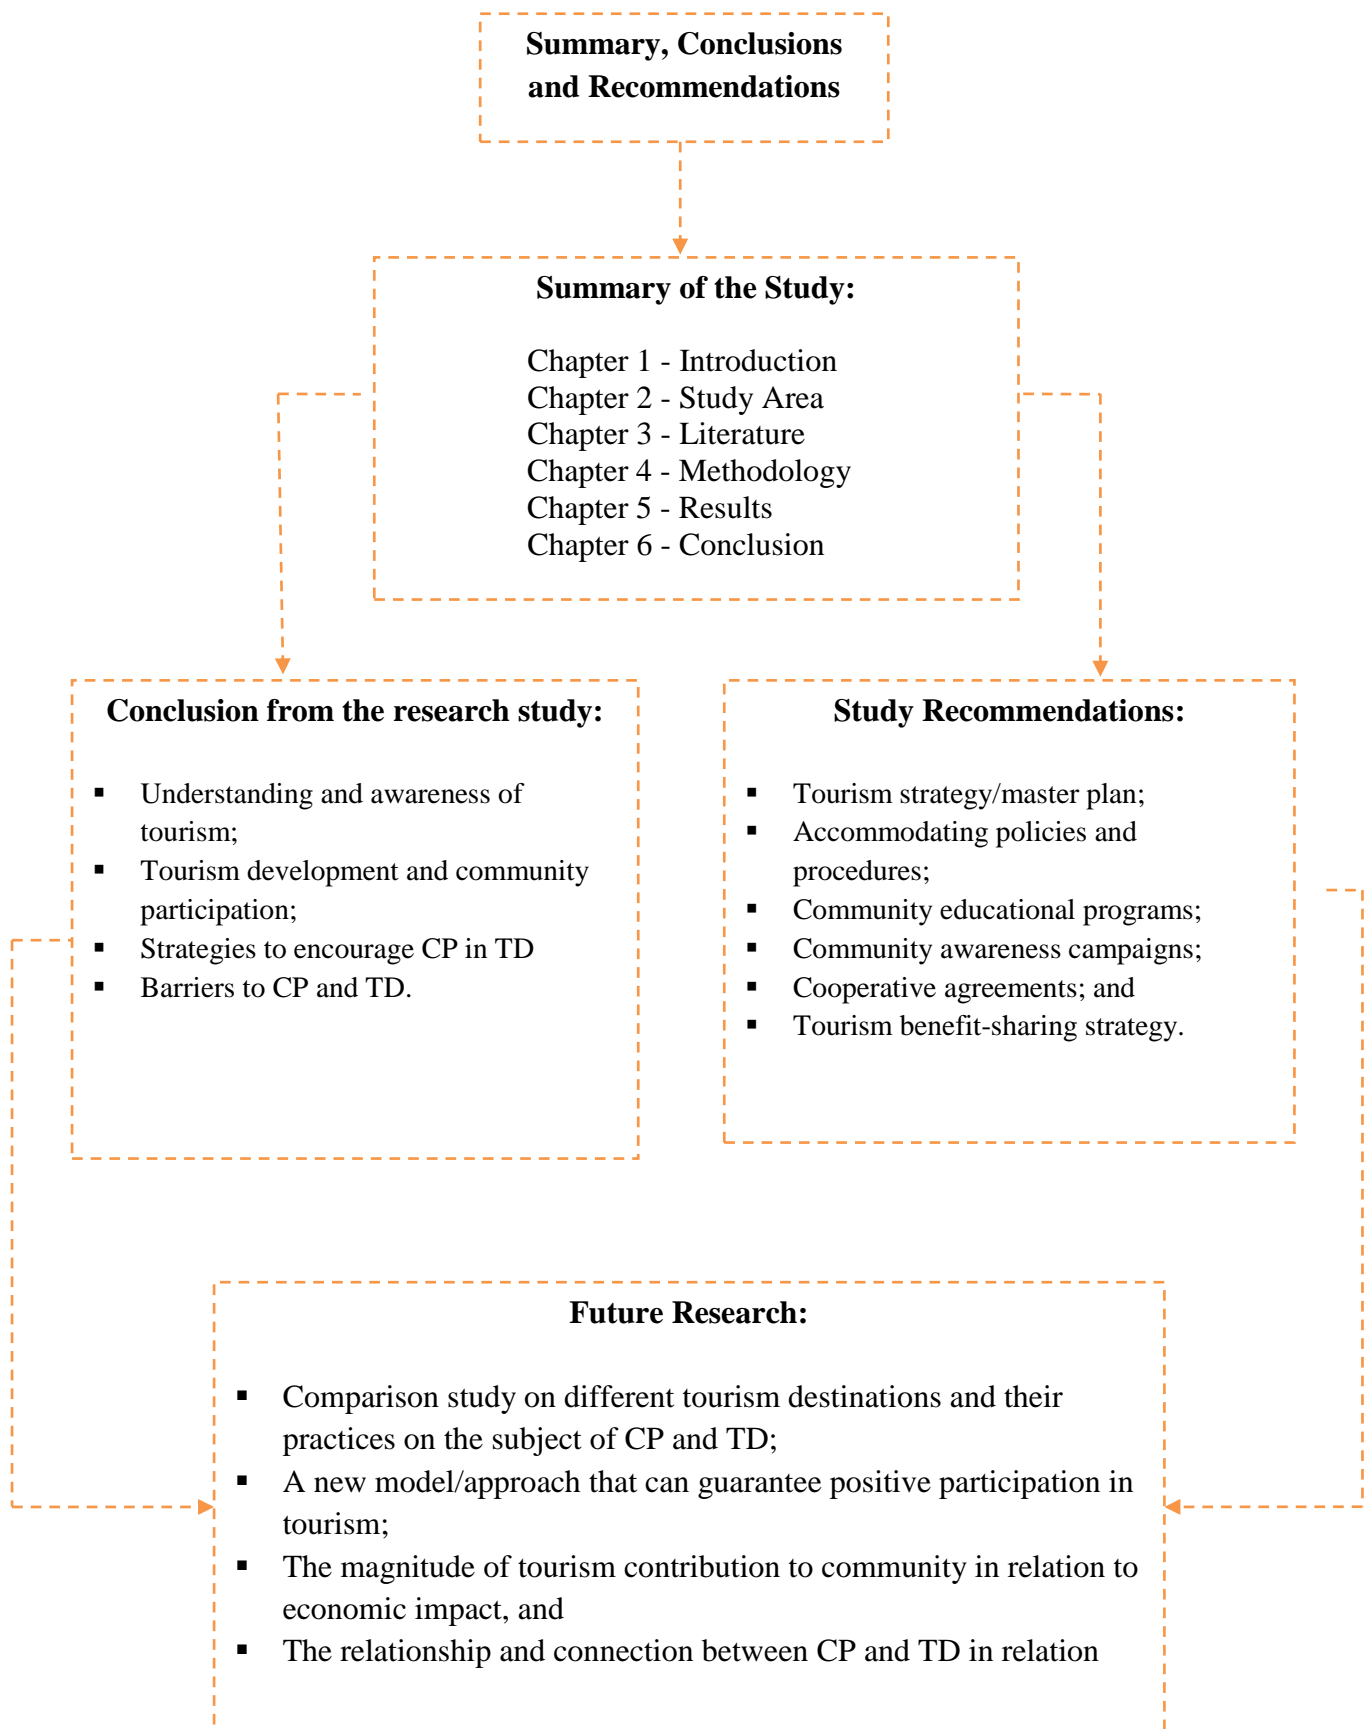 Summary, Conclusions
and Recommendations
Summary of the Study:
Chapter 1 - Introduction
Chapter 2 - Study Area
Chapter 3 - Literature
Chapter 4 - Methodology
Chapter 5 - Results
Chapter 6 - Conclusion
Conclusion from the research study:
▪ Understanding and awareness of
tourism;
▪ Tourism development and community
participation;
▪ Strategies to encourage CP in TD
▪ Barriers to CP and TD.
Study Recommendations:
▪ Tourism strategy/master plan;
▪ Accommodating policies and
procedures;
▪ Community educational programs;
▪ Community awareness campaigns;
▪ Cooperative agreements; and
▪ Tourism benefit-sharing strategy.
Future Research:
▪ Comparison study on different tourism destinations and their
practices on the subject of CP and TD;
▪ A new model/approach that can guarantee positive participation in
tourism;
▪ The magnitude of tourism contribution to community in relation to
economic impact, and
▪ The relationship and connection between CP and TD in relation